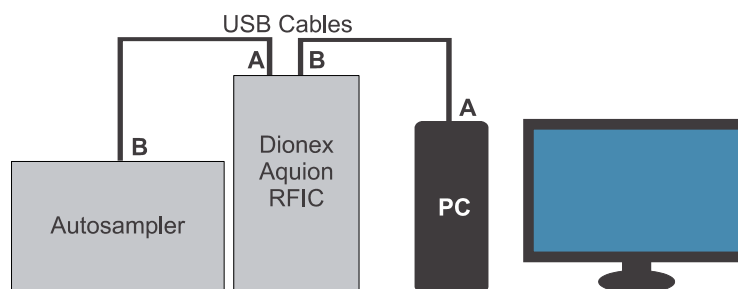 USB Cables
A
B
A
B
Dionex
Aquion
RFIC
Autosampler
PC